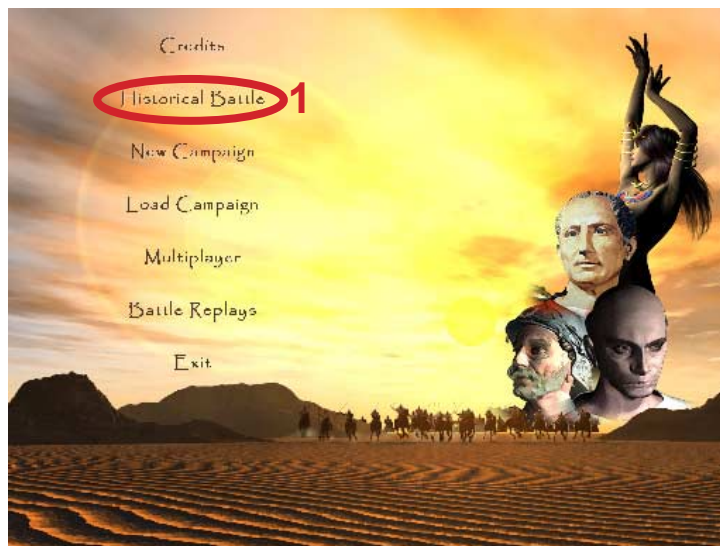 Credits
Historical Battle 1
New Campaign
Load Campaign
Multiplayer
Battle Replays
Exit